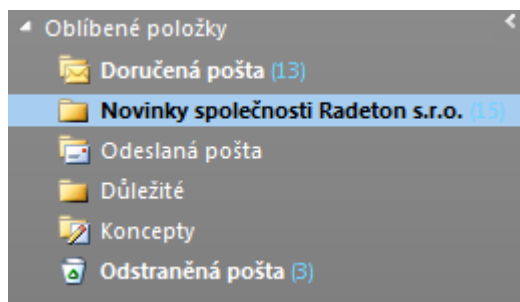 Oblíbené položky
Doručená pošta (13)
Novinky společnosti Radeton s.r.o. (15)
Odeslaná pošta
Důležité
Koncepty
Odstraněná pošta (3)